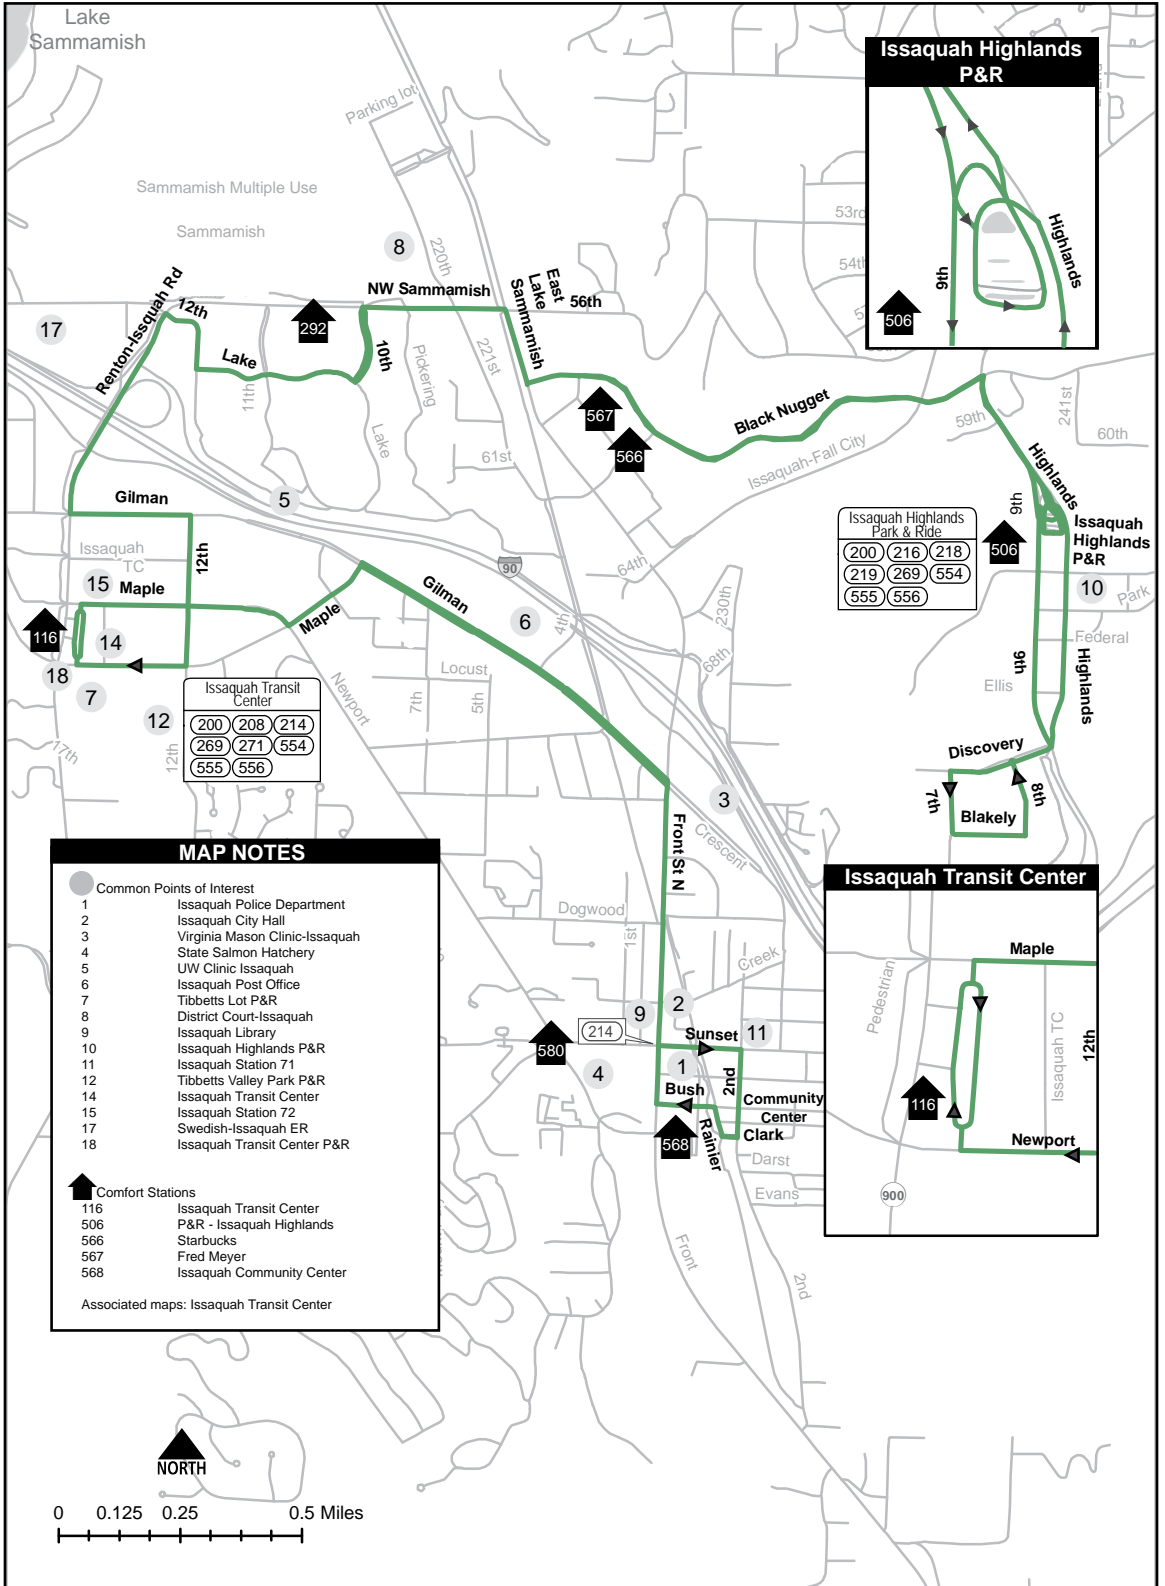 Lake
Sammamish
Issaquah Highlands
P&R
9th
Highlands
506
Parking lot
Sammamish Multiple Use
Sammamish
8
220th
53rd
54th
Renton-Issquah Rd
12th
NW Sammamish
East
Lake
Sammamish
56th
17
292
Lake
10th
11th
Pickering
Lake
221st
61st
567
566
Black Nugget
Issaquah-Fall City
59th
241st
60th
Highlands
9th
Gilman
5
12th
Issaquah
TC
15
Maple
116
14
18
7
Maple
Gilman
90
6
4th
64th
230th
68th
Issaquah Highlands
Park & Ride
200 216 218
219 269 554
555 556
506
Issaquah
Highlands
P&R
10
Park
Federal
9th
Ellis
Highlands
Locust
7th
5th
Newport
12
12th
17th
Issaquah Transit
Center
200 208 214
269 271 554
555 556
Discovery
7th
8th
Blakely
3
Front St N
Crescent
Dogwood
1st
Creek
9
2
214
Sunset
11
580
4
1
2nd
Bush
Community
Center
Clark
568
Rainier
Darst
Evans
Front
2nd
MAP NOTES
Common Points of Interest
1 Issaquah Police Department
2 Issaquah City Hall
3 Virginia Mason Clinic-Issaquah
4 State Salmon Hatchery
5 UW Clinic Issaquah
6 Issaquah Post Office
7 Tibbetts Lot P&R
8 District Court-Issaquah
9 Issaquah Library
10 Issaquah Highlands P&R
11 Issaquah Station 71
12 Tibbetts Valley Park P&R
14 Issaquah Transit Center
15 Issaquah Station 72
17 Swedish-Issaquah ER
18 Issaquah Transit Center P&R
Comfort Stations
116 Issaquah Transit Center
506 P&R - Issaquah Highlands
566 Starbucks
567 Fred Meyer
568 Issaquah Community Center
Associated maps: Issaquah Transit Center
Issaquah Transit Center
Maple
Pedestrian
Issaquah TC
12th
116
Newport
900
NORTH
0 0.125 0.25 0.5 Miles